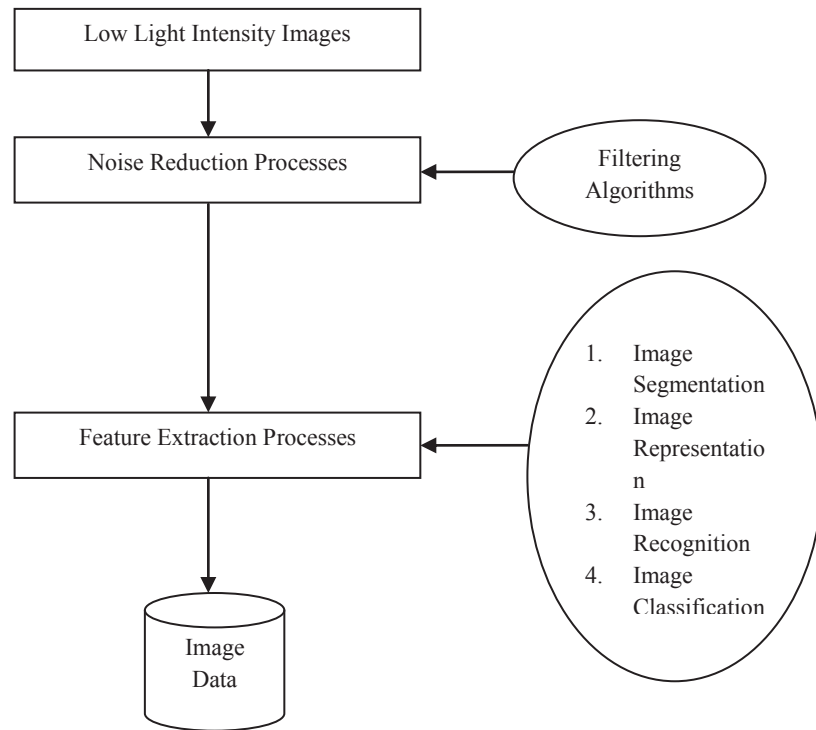 Low Light Intensity Images
Noise Reduction Processes
Filtering
Algorithms
1. Image
Segmentation
2. Image
Representatio
n
3. Image
Recognition
4. Image
Classification
Feature Extraction Processes
Image
Data